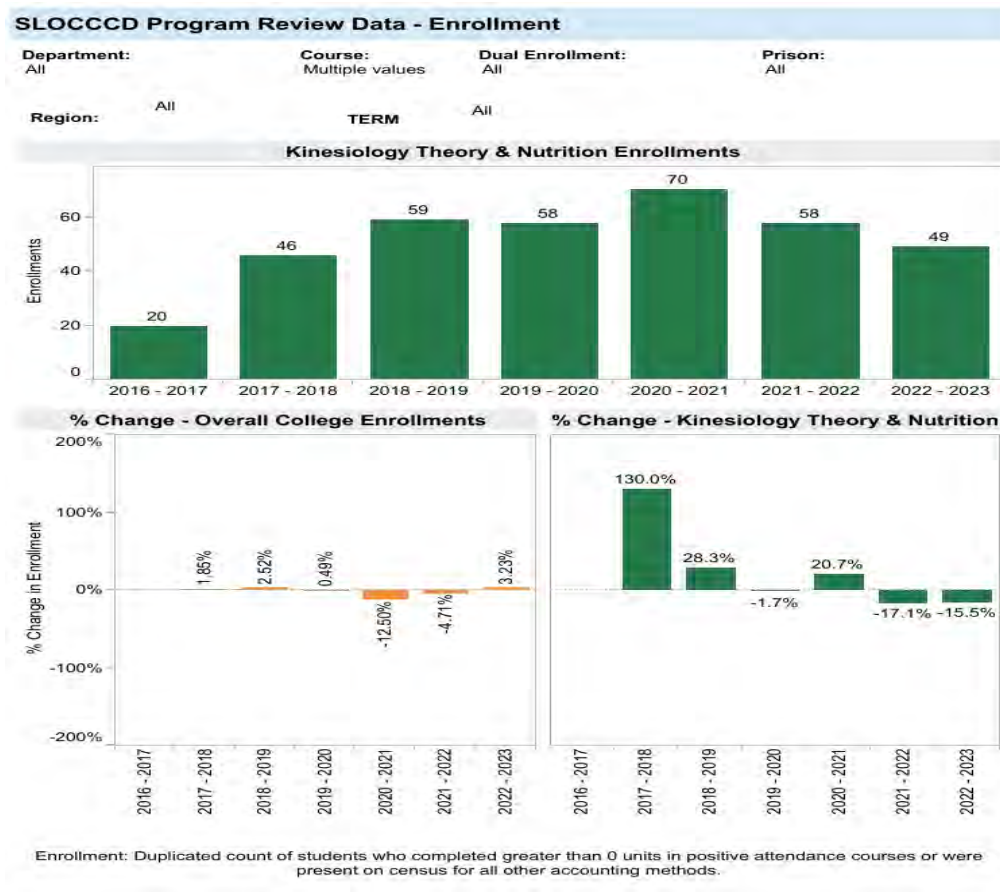 SLOCCCD Program Review Data - Enrollment
Department: Course: Dual Enrollment: Prison:
All Multiple values All All
Region: All TERM All
Kinesiology Theory & Nutrition Enrollments
Enrollments
60
40
20
0
20 46 59 58 70 58 49
2016 - 2017 2017 - 2018 2018 - 2019 2019 - 2020 2020 - 2021 2021 - 2022 2022 - 2023
% Change - Overall College Enrollments
% Change in Enrollment
200%
100%
0%
-100%
-200%
1.85% 2.52% 0.49% -12.50% -4.71% 3.23%
2016 - 2017 2017 - 2018 2018 - 2019 2019 - 2020 2020 - 2021 2021 - 2022 2022 - 2023
% Change - Kinesiology Theory & Nutrition
130.0% 28.3% -1.7% 20.7% -17.1% -15.5%
2016 - 2017 2017 - 2018 2018 - 2019 2019 - 2020 2020 - 2021 2021 - 2022 2022 - 2023
Enrollment: Duplicated count of students who completed greater than 0 units in positive attendance courses or were
present on census for all other accounting methods.